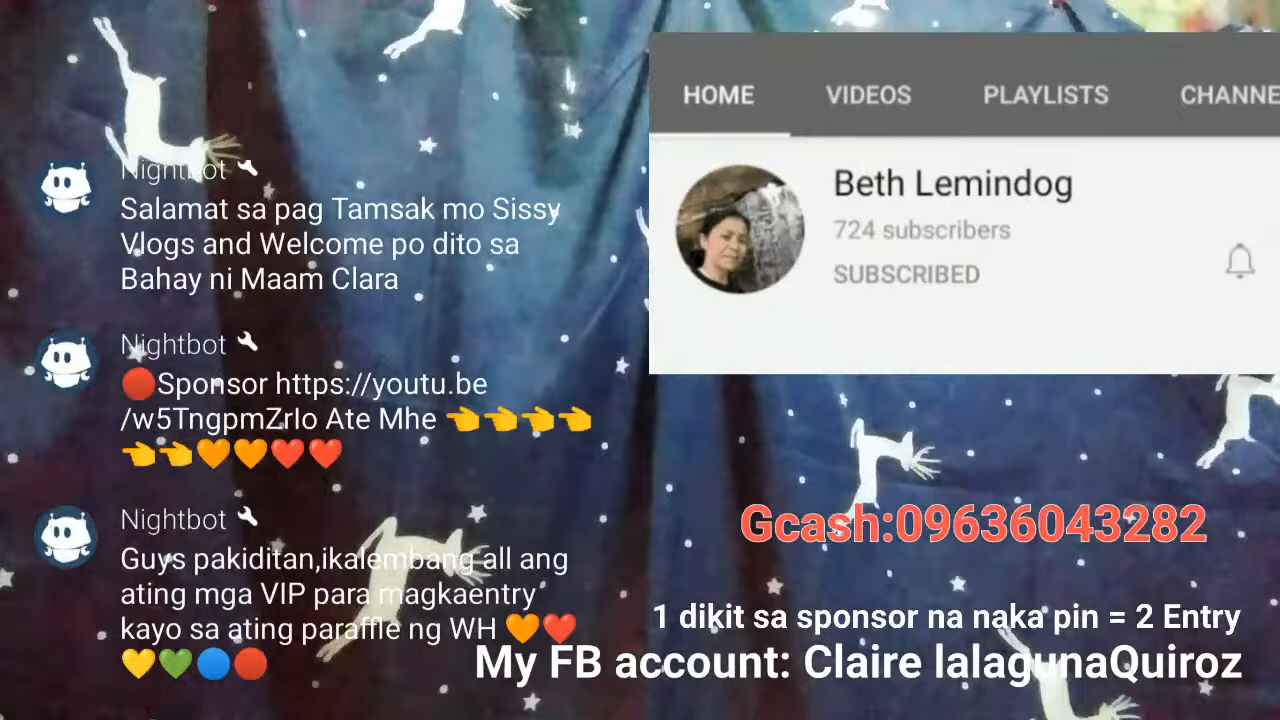 Nightbot
Salamat sa pag Tamsak mo Sissy
Vlogs and Welcome po dito sa
Bahay ni Maam Clara
Nightbot
🔴Sponsor https://youtu.be
/w5TngpmZrIo Ate Mhe 👈👈👈👈
👈👈🧡🧡❤️❤️
Nightbot
Guys pakiditan,ikalembang all ang
ating mga VIP para magkaentry
kayo sa ating paraffle ng WH 🧡❤️
💛💚🔵🔴
HOME VIDEOS PLAYLISTS CHANNE
Beth Lemindog
724 subscribers
SUBSCRIBED
Gcash:09636043282
1 dikit sa sponsor na naka pin = 2 Entry
My FB account: Claire lalagunaQuiroz